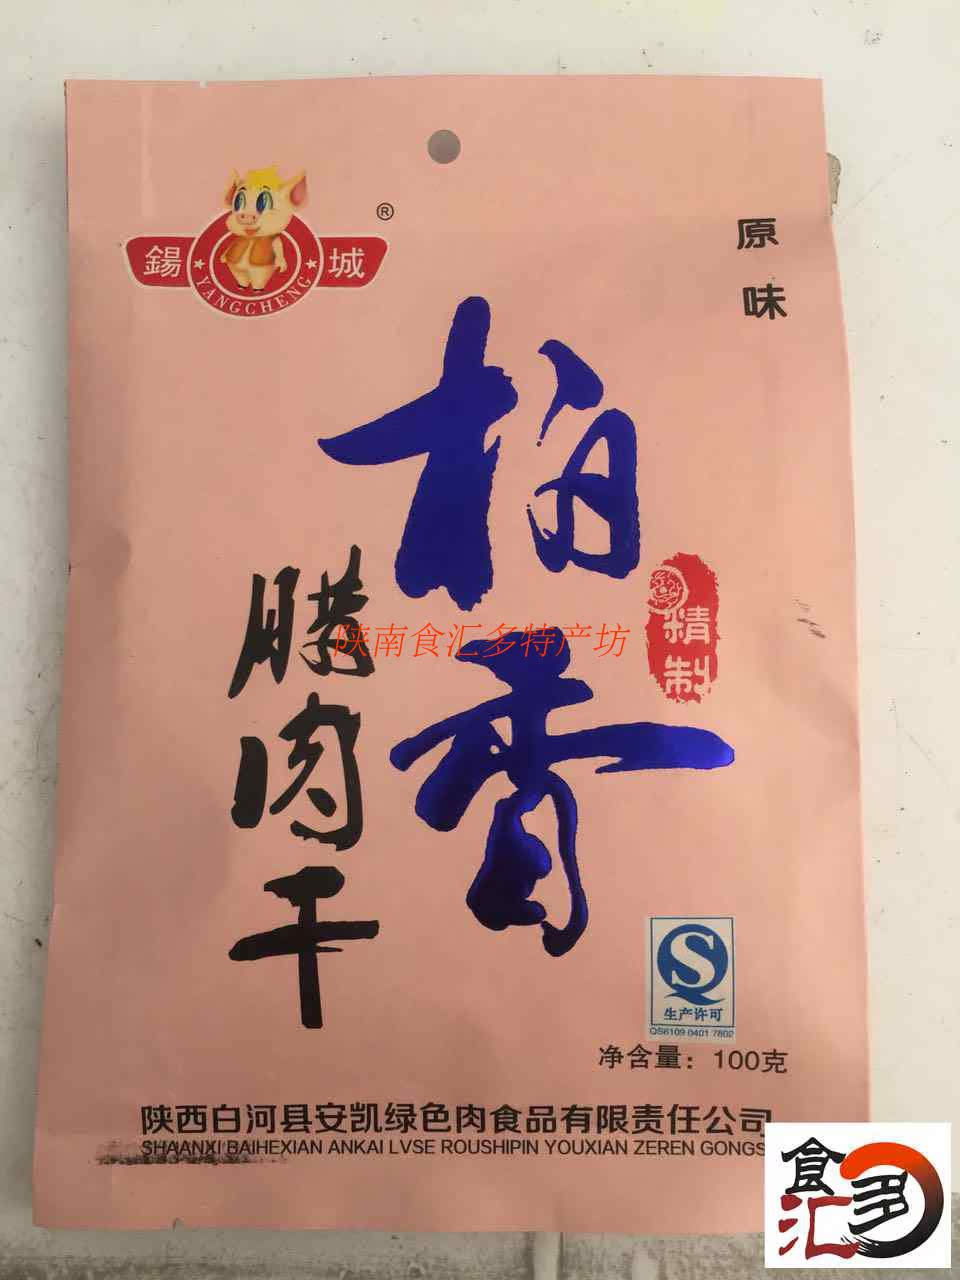 鍚城
YANGCHENG
®
原味
柏香
腊肉干
精制
陕南食汇多特产坊
生产许可
QS6109 0401 7802
净含量：100克
陕西白河县安凯绿色肉食品有限责任公司
SHAANXI BAIHEXIAN ANKAI LVSE ROUSHIPIN YOUXIAN ZEREN GONGS
食汇多